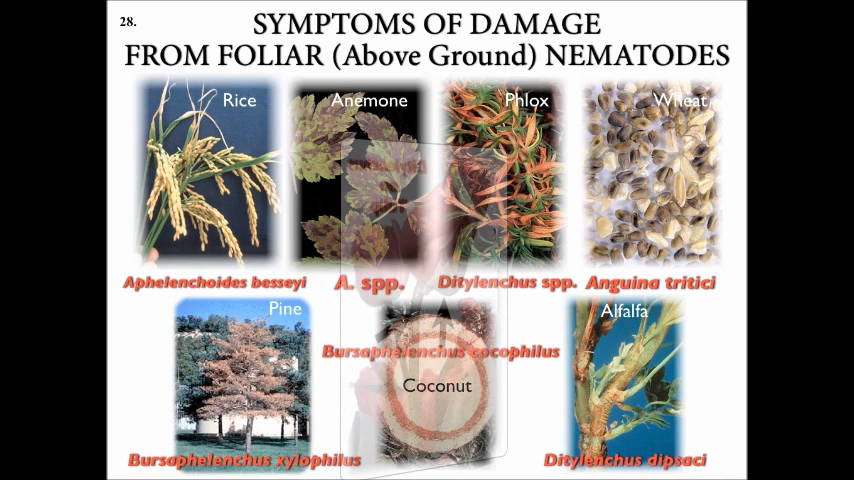 28.
SYMPTOMS OF DAMAGE
FROM FOLIAR (Above Ground) NEMATODES
Rice
Anemone
Phlox
Wheat
Aphelenchoides besseyi
A. spp.
Ditylenchus spp.
Anguina tritici
Pine
Alfalfa
Bursaphelenchus cocophilus
Coconut
Bursaphelenchus xylophilus
Ditylenchus dipsaci